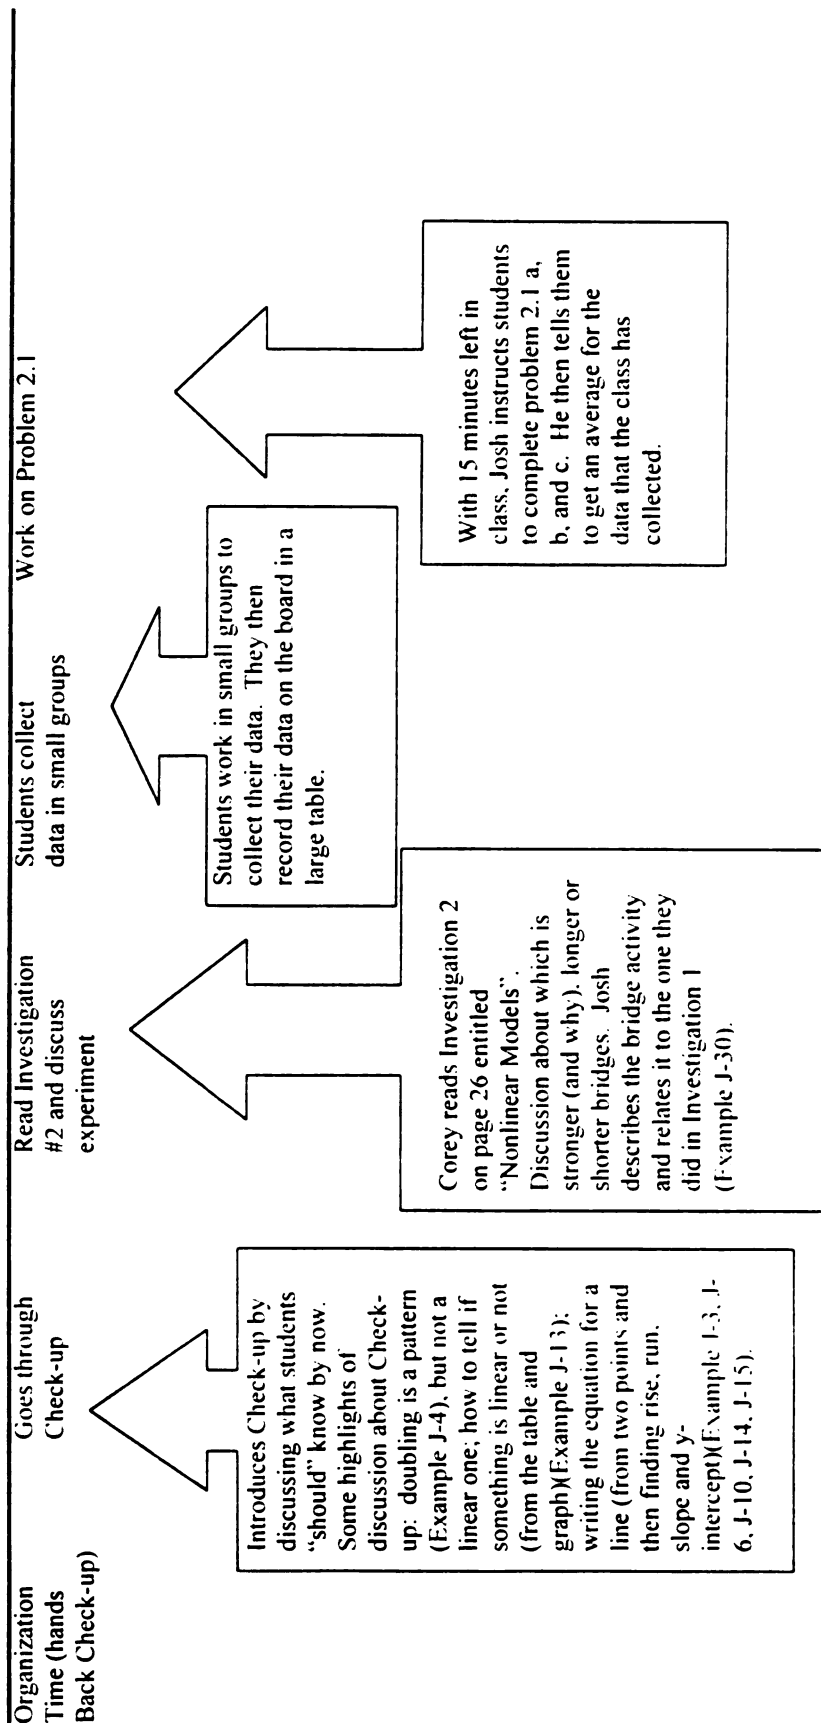 Organization
Time (hands
Back Check-up)
Goes through
Check-up
Read Investigation
#2 and discuss
experiment
Students collect
data in small groups
Work on Problem 2.1
Introduces Check-up by
discussing what students
“should” know by now.
Some highlights of
discussion about Check-
up: doubling is a pattern
(Example J-4), but not a
linear one; how to tell if
something is linear or not
(from the table and
graph)(Example J-13);
writing the equation for a
line (from two points and
then finding rise, run,
slope and y-
intercept)(Example J-3, J-
6, J-10, J-14, J-15).
Corey reads Investigation 2
on page 26 entitled
“Nonlinear Models”.
Discussion about which is
stronger (and why), longer or
shorter bridges. Josh
describes the bridge activity
and relates it to the one they
did in Investigation 1
(Example J-30).
Students work in small groups to
collect their data. They then
record their data on the board in a
large table.
With 15 minutes left in
class, Josh instructs students
to complete problem 2.1 a,
b, and c. He then tells them
to get an average for the
data that the class has
collected.